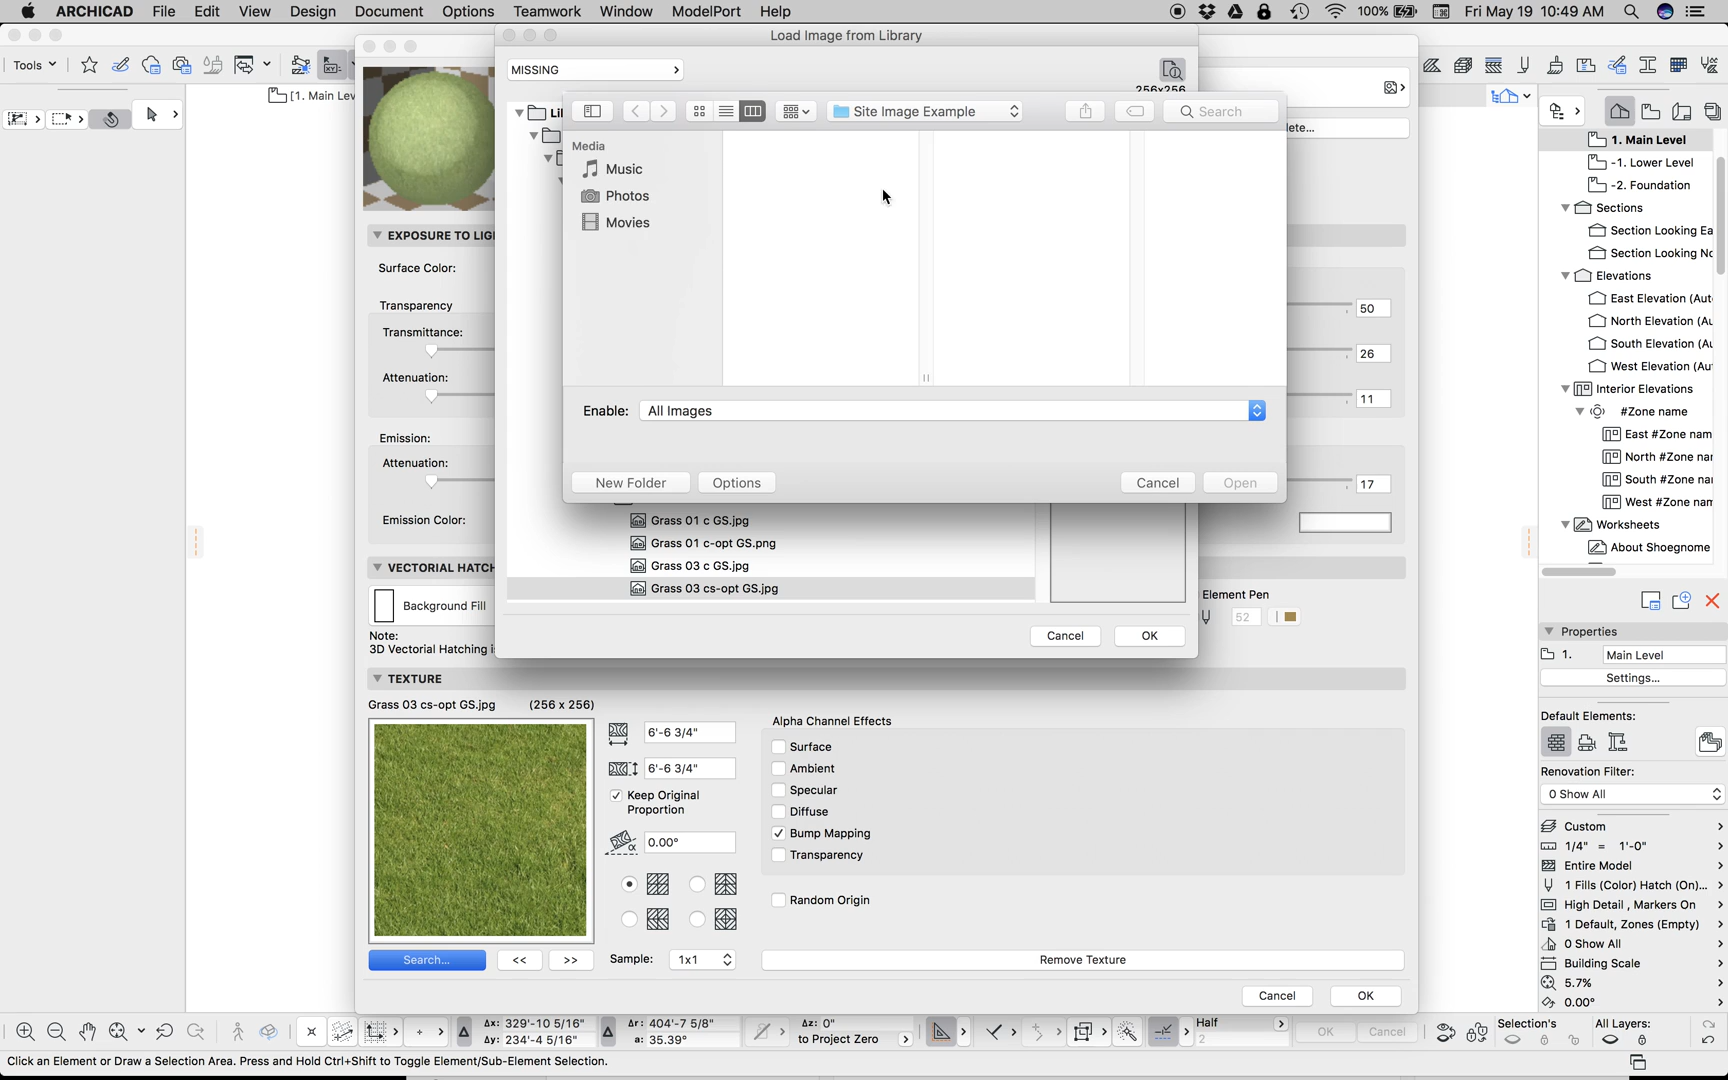 ARCHICAD File Edit View Design Document Options Teamwork Window ModelPort Help
100% Fri May 19 10:49 AM
Load Image from Library
Tools
MISSING
256x256
[1. Main Lev
Site Image Example
Search
Media
Music
Photos
Movies
Enable: All Images
New Folder
Options
Cancel
Open
Grass 01 c GS.jpg
Grass 01 c-opt GS.png
Grass 03 c GS.jpg
Grass 03 cs-opt GS.jpg
Cancel
OK
EXPOSURE TO LIG
Surface Color:
Transparency
Transmittance:
50
26
Attenuation:
11
Emission:
Attenuation:
17
Emission Color:
VECTORIAL HATCH
Background Fill
Element Pen
52
Note:
3D Vectorial Hatching i
TEXTURE
Grass 03 cs-opt GS.jpg (256 x 256)
6'-6 3/4"
6'-6 3/4"
Keep Original
Proportion
0.00°
Alpha Channel Effects
Surface
Ambient
Specular
Diffuse
Bump Mapping
Transparency
Random Origin
Search...
<<
>>
Sample: 1x1
Remove Texture
Cancel
OK
1. Main Level
-1. Lower Level
-2. Foundation
Sections
Section Looking Ea
Section Looking No
Elevations
East Elevation (Aut
North Elevation (Au
South Elevation (Au
West Elevation (Au
Interior Elevations
#Zone name
East #Zone nam
North #Zone na
South #Zone na
West #Zone nam
Worksheets
About Shoegnome
Properties
1. Main Level
Settings...
Default Elements:
Renovation Filter:
0 Show All
Custom
1/4" = 1'-0"
Entire Model
1 Fills (Color) Hatch (On)...
High Detail , Markers On
1 Default, Zones (Empty)
0 Show All
Building Scale
5.7%
0.00°
Δx: 329'-10 5/16"
Δy: 234'-4 5/16"
Δr: 404'-7 5/8"
a: 35.39°
Δz: 0"
to Project Zero
Half
2
OK
Cancel
Selection's
All Layers:
Click an Element or Draw a Selection Area. Press and Hold Ctrl+Shift to Toggle Element/Sub-Element Selection.